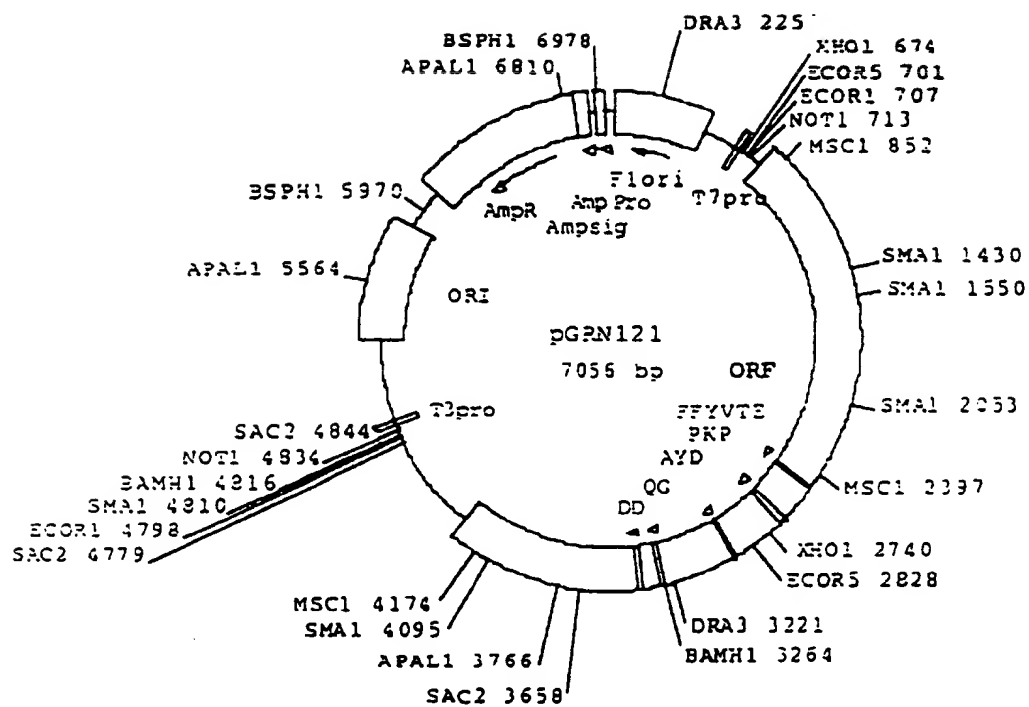 DRA3 225
BSPH1 6978
APAL1 6810
XHO1 674
ECOR5 701
ECOR1 707
NOT1 713
MSC1 852
BSPH1 5970
F1ori
T7pro
AmpR
Amp Pro
Ampsig
APAL1 5564
ORI
SMA1 1430
SMA1 1550
pGRN121
7056 bp
ORF
T3pro
FFYVTE
SMA1 2053
PKP
SAC2 4844
NOT1 4834
AYD
BAMH1 4816
QG
MSC1 2397
SMA1 4810
DD
ECOR1 4798
SAC2 4779
XHO1 2740
ECOR5 2828
MSC1 4174
SMA1 4095
DRA3 3221
BAMH1 3264
APAL1 3766
SAC2 3658